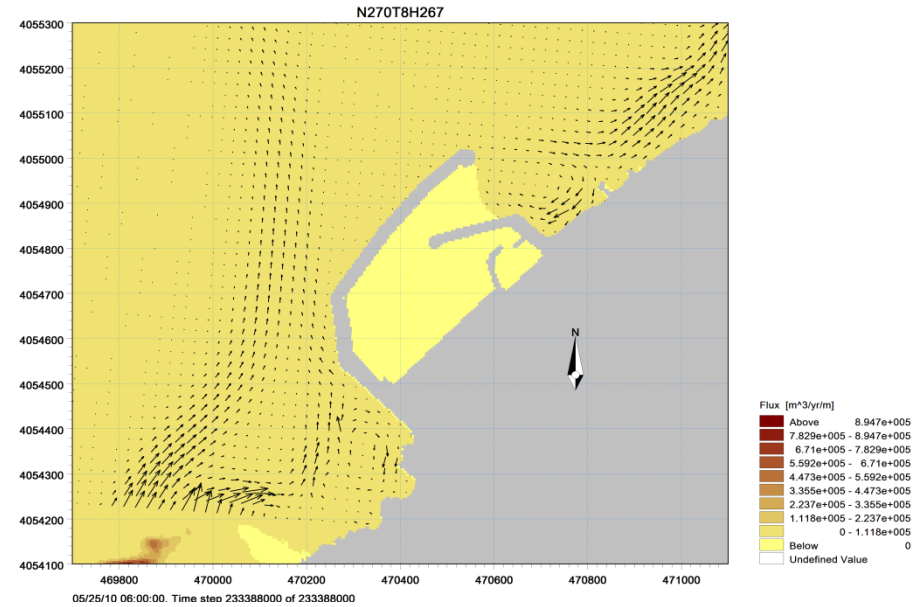 N270T8H267
4055300
4055200
4055100
4055000
4054900
4054800
4054700
4054600
4054500
4054400
4054300
4054200
4054100
N
469800 470000 470200 470400 470600 470800 471000
05/25/10 06:00:00, Time step 233388000 of 233388000
Flux [m^3/yr/m]
Above 8.947e+005
7.829e+005 - 8.947e+005
6.71e+005 - 7.829e+005
5.592e+005 - 6.71e+005
4.473e+005 - 5.592e+005
3.355e+005 - 4.473e+005
2.237e+005 - 3.355e+005
1.118e+005 - 2.237e+005
0 - 1.118e+005
Below 0
Undefined Value